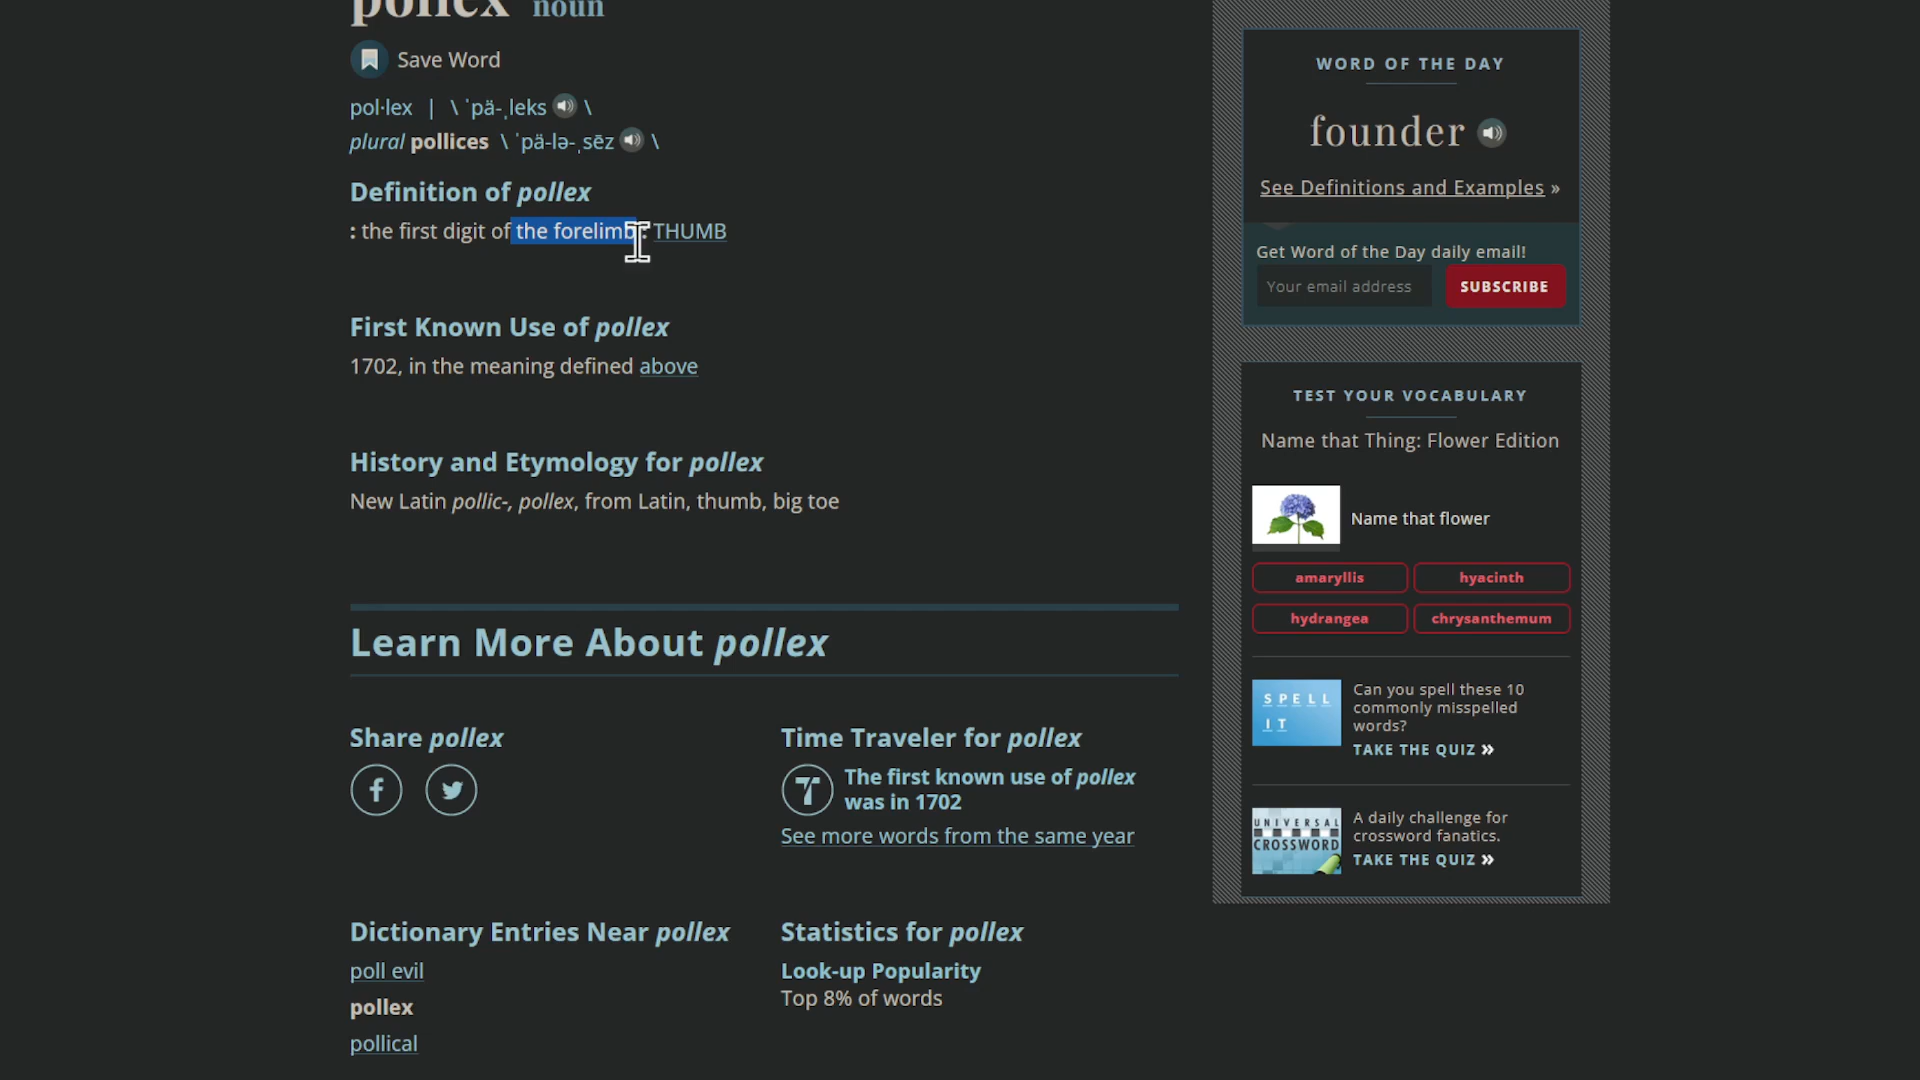 pollex noun
Save Word
pol·lex | \ ˈpä-ˌleks \
plural pollices \ ˈpä-lə-ˌsēz \
Definition of pollex
: the first digit of the forelimb : THUMB
First Known Use of pollex
1702, in the meaning defined above
History and Etymology for pollex
New Latin pollic-, pollex, from Latin, thumb, big toe
Learn More About pollex
Share pollex
Time Traveler for pollex
The first known use of pollex
was in 1702
See more words from the same year
Dictionary Entries Near pollex
poll evil
pollex
pollical
Statistics for pollex
Look-up Popularity
Top 8% of words
WORD OF THE DAY
founder
See Definitions and Examples »
Get Word of the Day daily email!
Your email address
SUBSCRIBE
TEST YOUR VOCABULARY
Name that Thing: Flower Edition
Name that flower
amaryllis
hyacinth
hydrangea
chrysanthemum
SPELL
IT
Can you spell these 10
commonly misspelled
words?
TAKE THE QUIZ »
UNIVERSAL
CROSSWORD
A daily challenge for
crossword fanatics.
TAKE THE QUIZ »